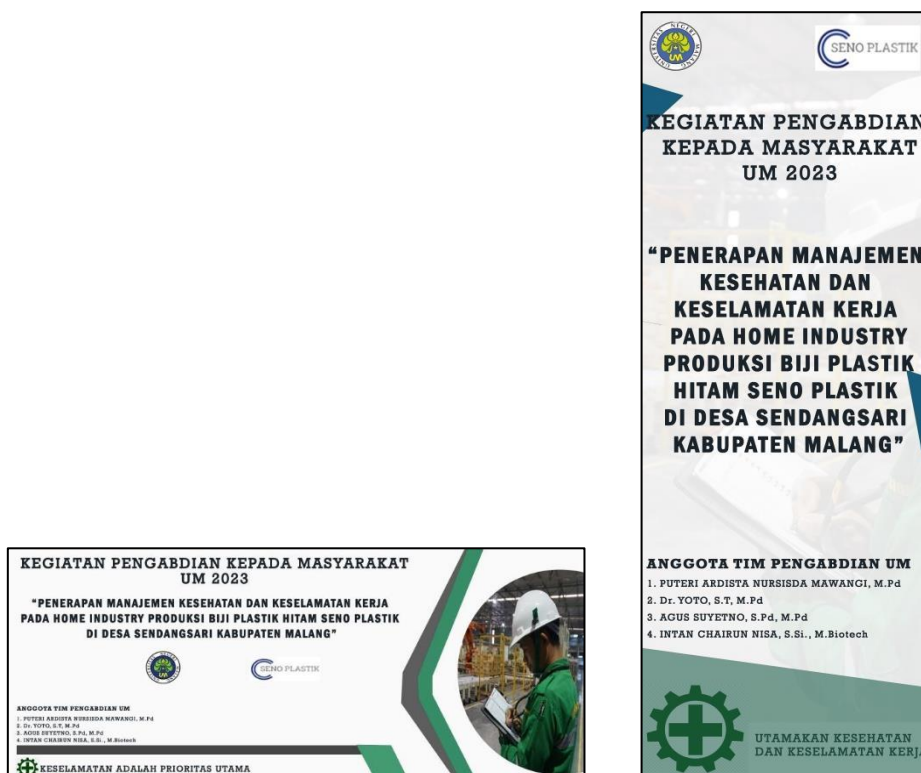 KEGIATAN PENGABDIAN KEPADA MASYARAKAT
UM 2023
"PENERAPAN MANAJEMEN KESEHATAN DAN KESELAMATAN KERJA
PADA HOME INDUSTRY PRODUKSI BIJI PLASTIK HITAM SENO PLASTIK
DI DESA SENDANGSARI KABUPATEN MALANG"
UM
SENO PLASTIK
ANGGOTA TIM PENGABDIAN UM
1. PUTERI ARDISTA NURSISDA MAWANGI, M.Pd
2. Dr. YOTO, S.T, M.Pd
3. AGUS SUYETNO, S.Pd, M.Pd
4. INTAN CHAIRUN NISA, S.Si., M.Biotech
KESELAMATAN ADALAH PRIORITAS UTAMA
UNIVERSITAS NEGERI MALANG
UM
SENO PLASTIK
KEGIATAN PENGABDIAN
KEPADA MASYARAKAT
UM 2023
"PENERAPAN MANAJEMEN
KESEHATAN DAN
KESELAMATAN KERJA
PADA HOME INDUSTRY
PRODUKSI BIJI PLASTIK
HITAM SENO PLASTIK
DI DESA SENDANGSARI
KABUPATEN MALANG"
ANGGOTA TIM PENGABDIAN UM
1. PUTERI ARDISTA NURSISDA MAWANGI, M.Pd
2. Dr. YOTO, S.T, M.Pd
3. AGUS SUYETNO, S.Pd, M.Pd
4. INTAN CHAIRUN NISA, S.Si., M.Biotech
UTAMAKAN KESEHATAN
DAN KESELAMATAN KERJA